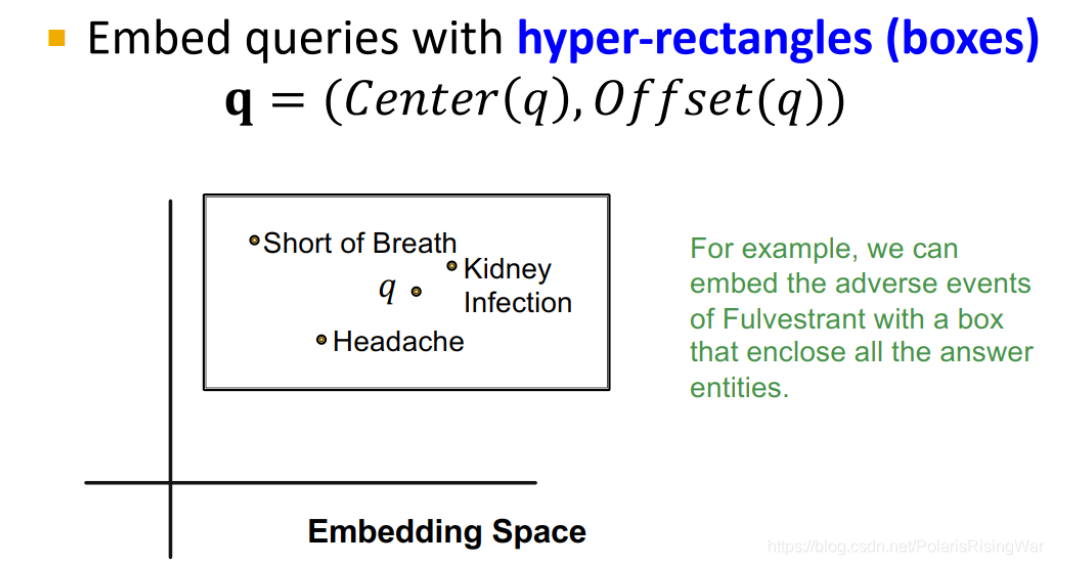 Embed queries with hyper-rectangles (boxes)
𝐪 = (Center(q), Offset(q))
Short of Breath
Kidney
q
Infection
Headache
For example, we can
embed the adverse events
of Fulvestrant with a box
that enclose all the answer
entities.
Embedding Space
https://blog.csdn.net/PolarisRisingWar